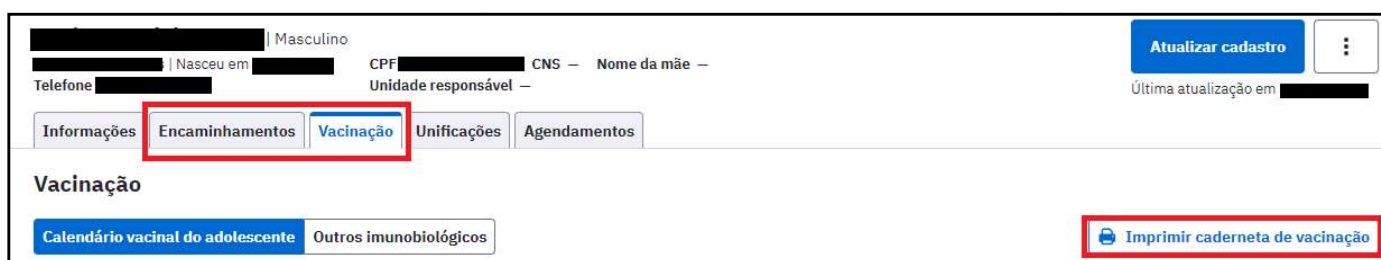 | Masculino
| Nasceu em CPF CNS — Nome da mãe —
Telefone Unidade responsável —
Atualizar cadastro
Última atualização em
Informações Encaminhamentos Vacinação Unificações Agendamentos
Vacinação
Calendário vacinal do adolescente Outros imunobiológicos
Imprimir caderneta de vacinação